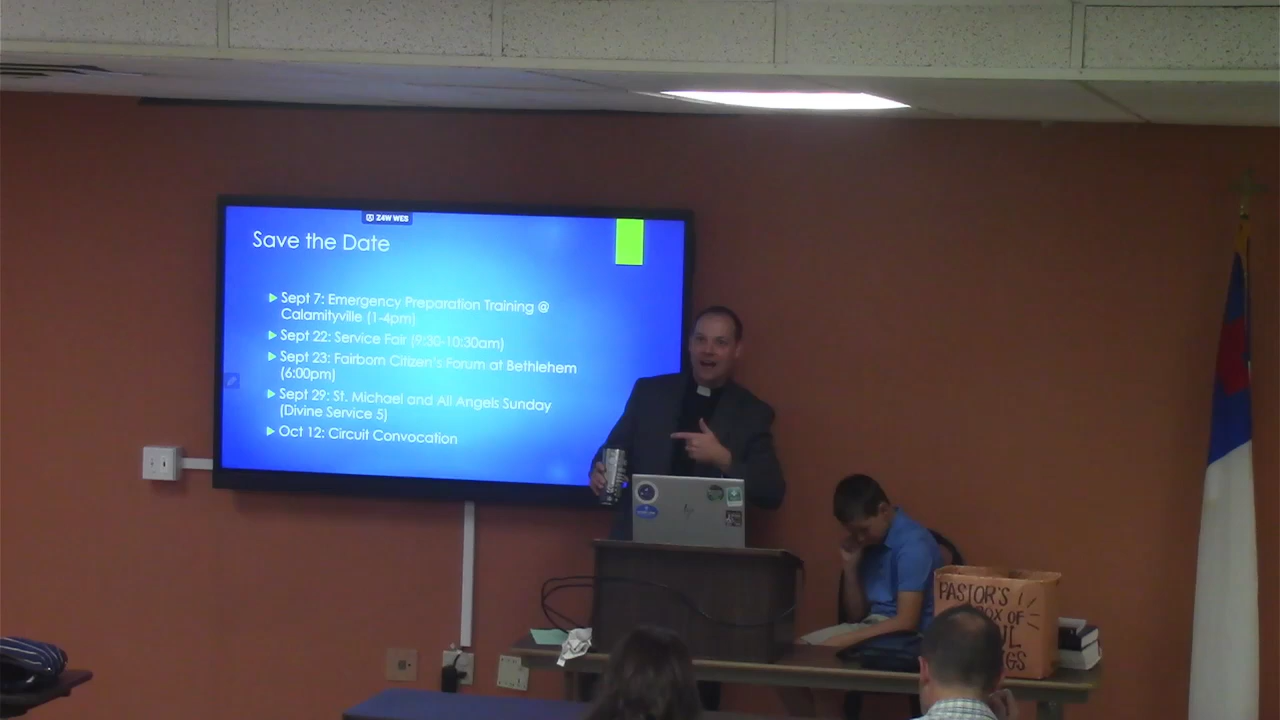 Z4W WES
Save the Date
Sept 7: Emergency Preparation Training @
Calamityville (1-4pm)
Sept 22: Service Fair (9:30-10:30am)
Sept 23: Fairborn Citizen's Forum at Bethlehem
(6:00pm)
Sept 29: St. Michael and All Angels Sunday
(Divine Service 5)
Oct 12: Circuit Convocation
hp
PASTOR'S
OF